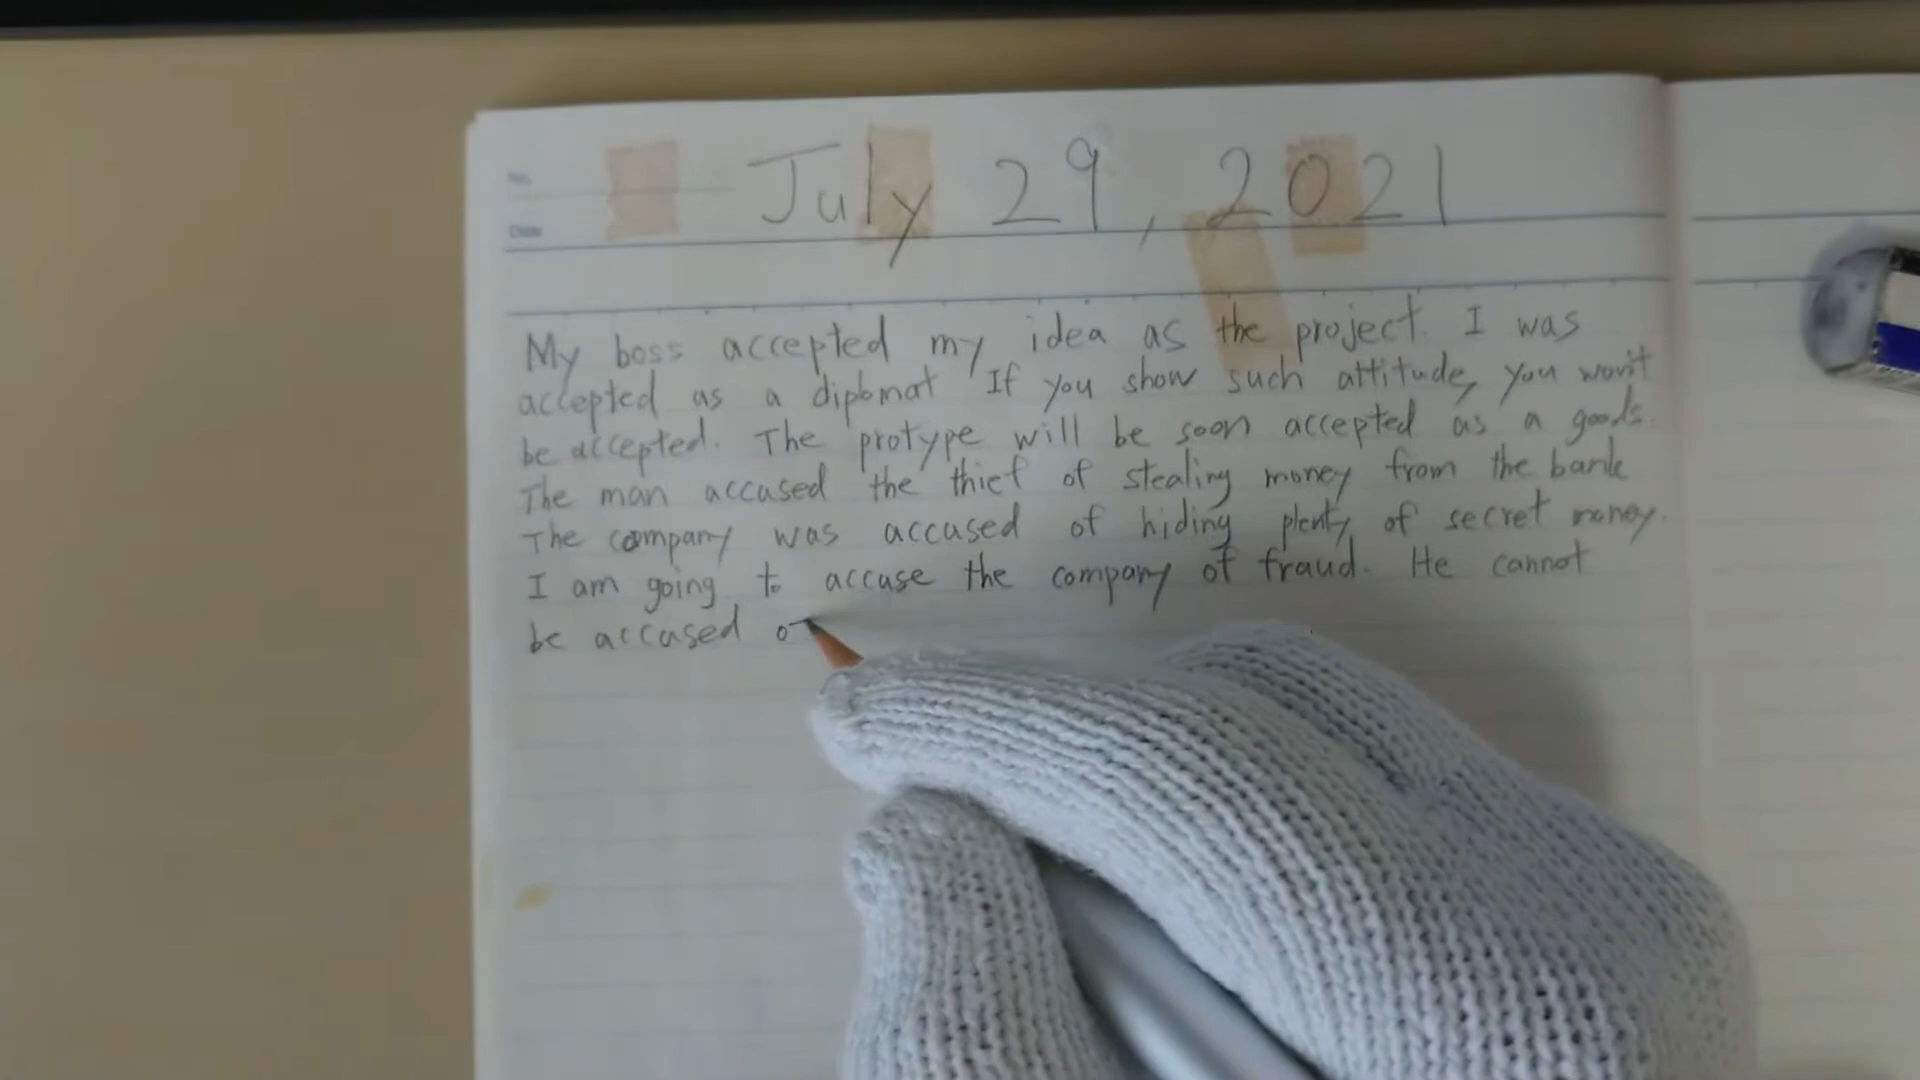 No.
July 29, 2021
Date
My boss accepted my idea as the project. I was
accepted as a diplomat If you show such attitude, you won't
be accepted. The protype will be soon accepted as a goods.
The man accused the thief of stealing money from the bank
The company was accused of hiding plenty of secret money.
I am going to accuse the company of fraud. He cannot
be accused o